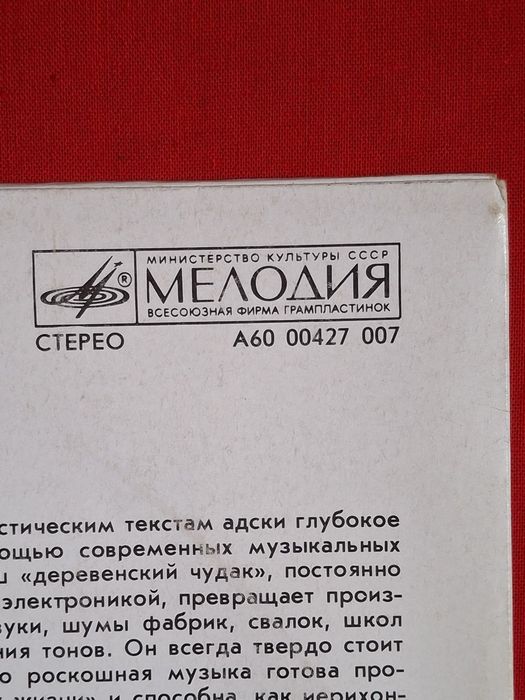 МИНИСТЕРСТВО КУЛЬТУРЫ СССР
®
МЕЛОДИЯ
ВСЕСОЮЗНАЯ ФИРМА ГРАМПЛАСТИНОК
СТЕРЕО А60 00427 007
стическим текстам адски глубокое
ощью современных музыкальных
«деревенский чудак», постоянно
электроникой, превращает произ-
вуки, шумы фабрик, свалок, школ
ния тонов. Он всегда твердо стоит
о роскошная музыка готова про-
жизни» и способна, как иерихон-